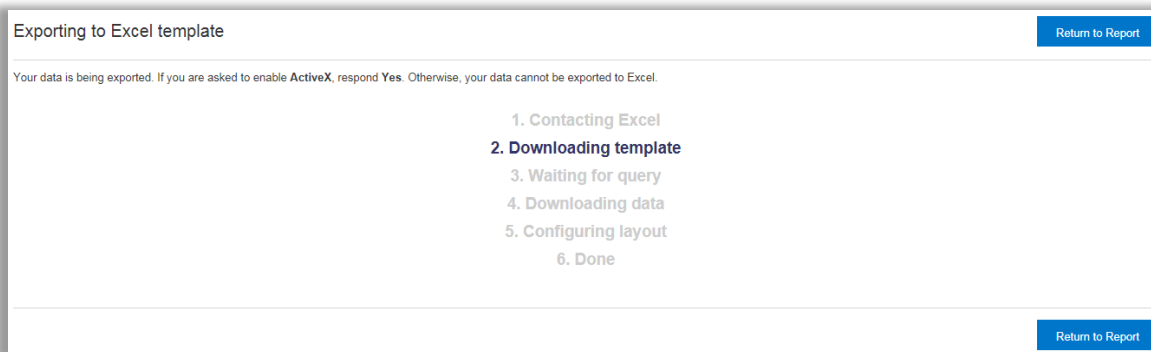 Exporting to Excel template
Return to Report
Your data is being exported. If you are asked to enable ActiveX, respond Yes. Otherwise, your data cannot be exported to Excel.
1. Contacting Excel
2. Downloading template
3. Waiting for query
4. Downloading data
5. Configuring layout
6. Done
Return to Report